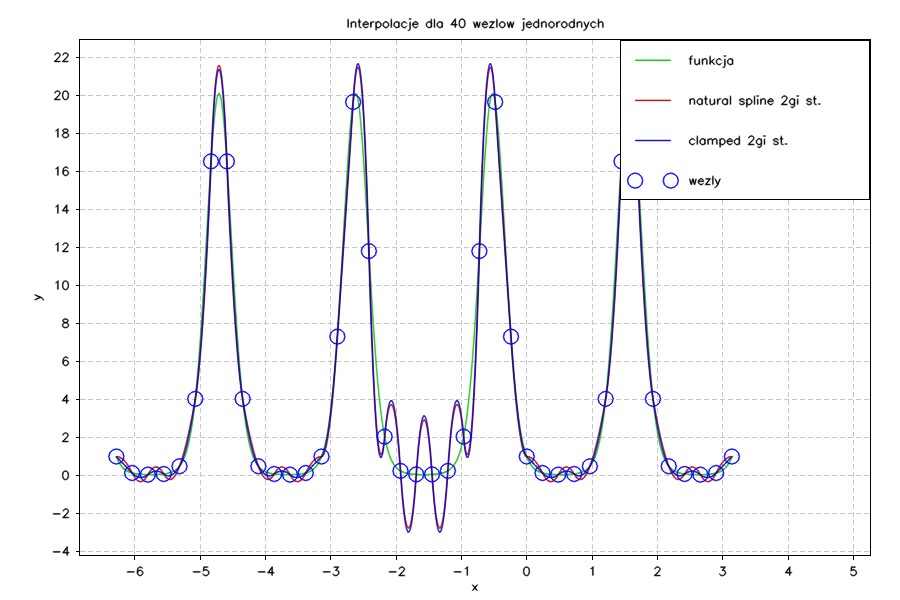 Interpolacje dla 40 wezlow jednorodnych
funkcja
natural spline 2gi st.
clamped 2gi st.
wezly
22
20
18
16
14
12
10
8
6
4
2
0
−2
−4
y
−6 −5 −4 −3 −2 −1 0 1 2 3 4 5
x